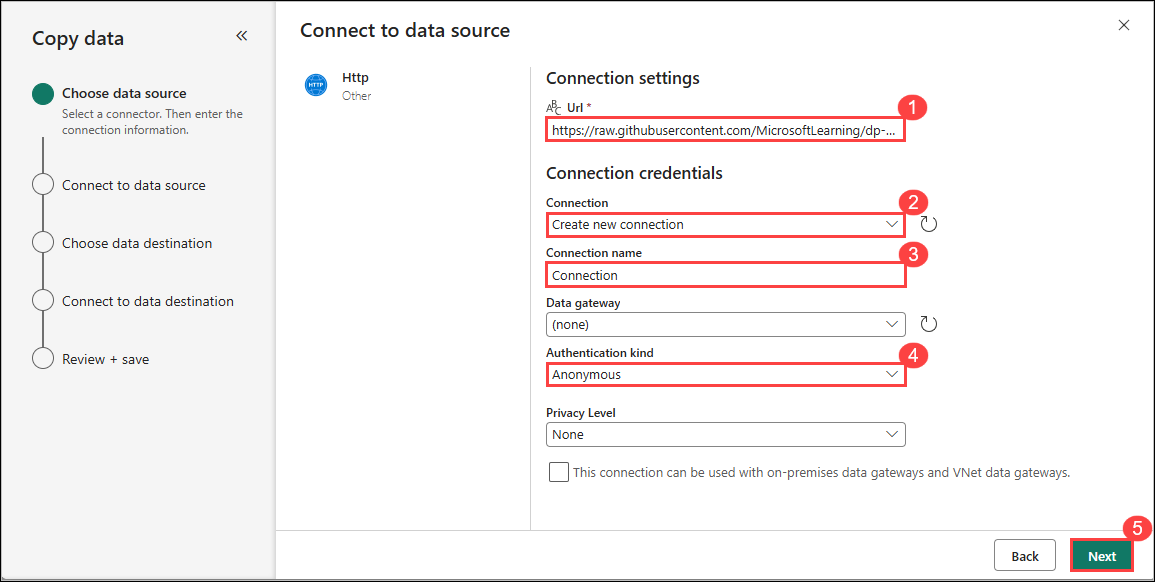 Copy data
Choose data source
Select a connector. Then enter the
connection information.
Connect to data source
Choose data destination
Connect to data destination
Review + save
Connect to data source
HTTP
Http
Other
Connection settings
ABC Url *
1
https://raw.githubusercontent.com/MicrosoftLearning/dp-...
Connection credentials
Connection
2
Create new connection
Connection name
3
Connection
Data gateway
(none)
Authentication kind
4
Anonymous
Privacy Level
None
This connection can be used with on-premises data gateways and VNet data gateways.
5
Back
Next